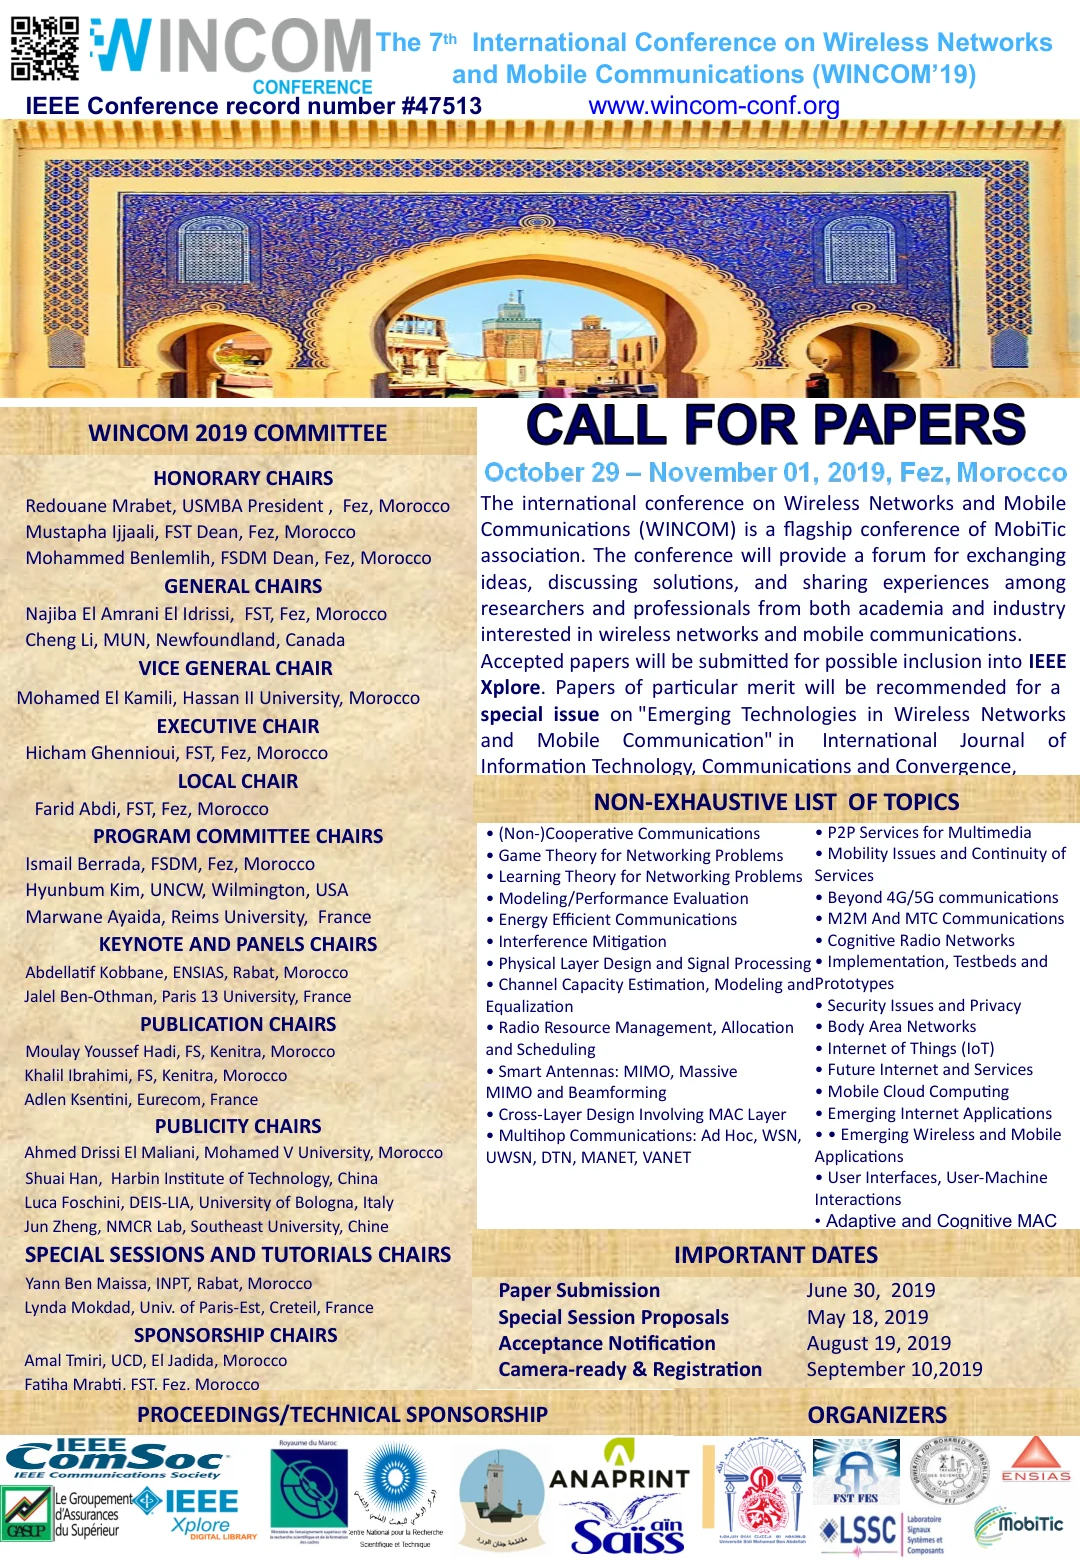 WINCOM
CONFERENCE
The 7th International Conference on Wireless Networks
and Mobile Communications (WINCOM’19)
IEEE Conference record number #47513
www.wincom-conf.org
WINCOM 2019 COMMITTEE
HONORARY CHAIRS
Redouane Mrabet, USMBA President , Fez, Morocco
Mustapha Ijjaali, FST Dean, Fez, Morocco
Mohammed Benlemlih, FSDM Dean, Fez, Morocco
GENERAL CHAIRS
Najiba El Amrani El Idrissi, FST, Fez, Morocco
Cheng Li, MUN, Newfoundland, Canada
VICE GENERAL CHAIR
Mohamed El Kamili, Hassan II University, Morocco
EXECUTIVE CHAIR
Hicham Ghennioui, FST, Fez, Morocco
LOCAL CHAIR
Farid Abdi, FST, Fez, Morocco
PROGRAM COMMITTEE CHAIRS
Ismail Berrada, FSDM, Fez, Morocco
Hyunbum Kim, UNCW, Wilmington, USA
Marwane Ayaida, Reims University, France
KEYNOTE AND PANELS CHAIRS
Abdellatif Kobbane, ENSIAS, Rabat, Morocco
Jalel Ben-Othman, Paris 13 University, France
PUBLICATION CHAIRS
Moulay Youssef Hadi, FS, Kenitra, Morocco
Khalil Ibrahimi, FS, Kenitra, Morocco
Adlen Ksentini, Eurecom, France
PUBLICITY CHAIRS
Ahmed Drissi El Maliani, Mohamed V University, Morocco
Shuai Han, Harbin Institute of Technology, China
Luca Foschini, DEIS-LIA, University of Bologna, Italy
Jun Zheng, NMCR Lab, Southeast University, Chine
SPECIAL SESSIONS AND TUTORIALS CHAIRS
Yann Ben Maissa, INPT, Rabat, Morocco
Lynda Mokdad, Univ. of Paris-Est, Creteil, France
SPONSORSHIP CHAIRS
Amal Tmiri, UCD, El Jadida, Morocco
Fatiha Mrabti, FST, Fez, Morocco
CALL FOR PAPERS
October 29 – November 01, 2019, Fez, Morocco
The international conference on Wireless Networks and Mobile
Communications (WINCOM) is a flagship conference of MobiTic
association. The conference will provide a forum for exchanging
ideas, discussing solutions, and sharing experiences among
researchers and professionals from both academia and industry
interested in wireless networks and mobile communications.
Accepted papers will be submitted for possible inclusion into IEEE
Xplore. Papers of particular merit will be recommended for a
special issue on "Emerging Technologies in Wireless Networks
and Mobile Communication" in International Journal of
Information Technology, Communications and Convergence,
NON-EXHAUSTIVE LIST OF TOPICS
• (Non-)Cooperative Communications
• Game Theory for Networking Problems
• Learning Theory for Networking Problems
• Modeling/Performance Evaluation
• Energy Efficient Communications
• Interference Mitigation
• Physical Layer Design and Signal Processing
• Channel Capacity Estimation, Modeling and
Equalization
• Radio Resource Management, Allocation
and Scheduling
• Smart Antennas: MIMO, Massive
MIMO and Beamforming
• Cross-Layer Design Involving MAC Layer
• Multihop Communications: Ad Hoc, WSN,
UWSN, DTN, MANET, VANET
• P2P Services for Multimedia
• Mobility Issues and Continuity of
Services
• Beyond 4G/5G communications
• M2M And MTC Communications
• Cognitive Radio Networks
• Implementation, Testbeds and
Prototypes
• Security Issues and Privacy
• Body Area Networks
• Internet of Things (IoT)
• Future Internet and Services
• Mobile Cloud Computing
• Emerging Internet Applications
• • Emerging Wireless and Mobile
Applications
• User Interfaces, User-Machine
Interactions
• Adaptive and Cognitive MAC
IMPORTANT DATES
Paper Submission June 30, 2019
Special Session Proposals May 18, 2019
Acceptance Notification August 19, 2019
Camera-ready & Registration September 10,2019
PROCEEDINGS/TECHNICAL SPONSORSHIP
ORGANIZERS
IEEE
ComSoc
IEEE Communications Society
GASUP
Le Groupement
d'Assurances
du Supérieur
IEEE
Xplore
DIGITAL LIBRARY
Royaume du Maroc
Centre National pour la Recherche
Scientifique et Technique
ANAPRINT
aïn
Saïss
Université Sidi Mohamed Ben Abdellah
FST FES
LSSC
Laboratoire
Signaux
Systèmes et
Composants
ENSIAS
MobiTic